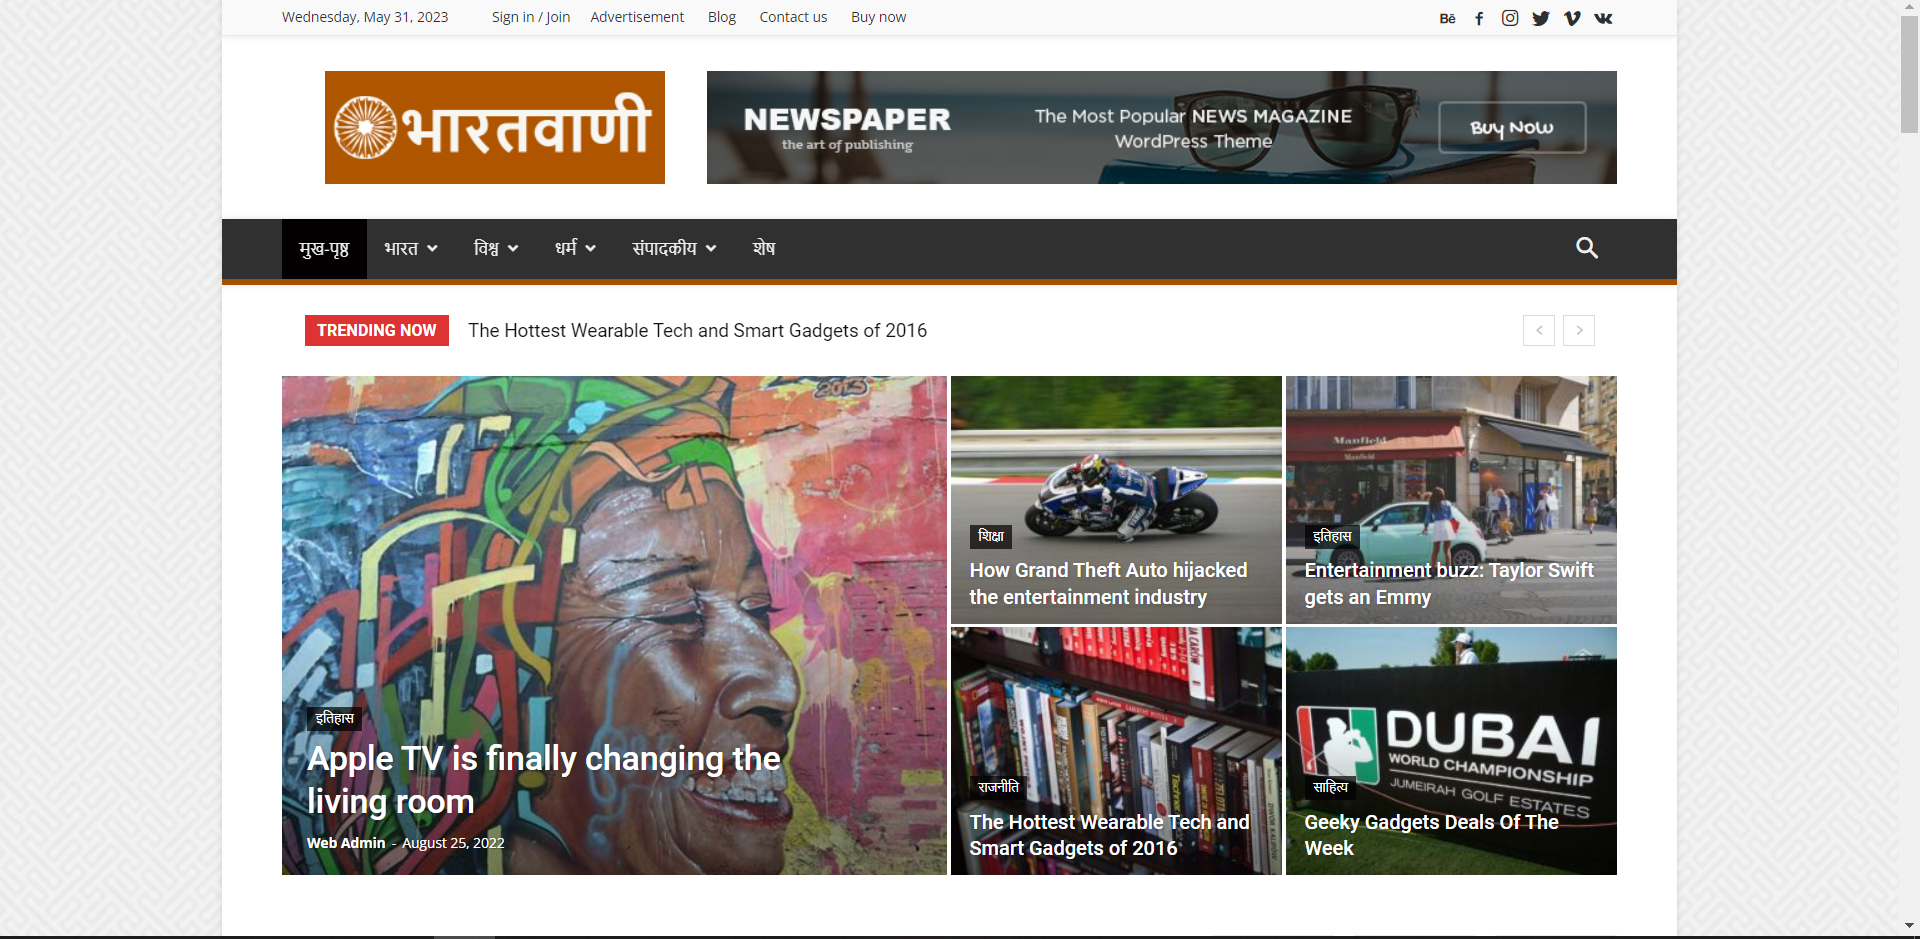 Wednesday, May 31, 2023 Sign in / Join Advertisement Blog Contact us Buy now
Bē
भारतवाणी
NEWSPAPER
the art of publishing
The Most Popular NEWS MAGAZINE
WordPress Theme
Buy Now
मुख-पृष्ठ भारत विश्व धर्म संपादकीय शेष
TRENDING NOW The Hottest Wearable Tech and Smart Gadgets of 2016
2013
इतिहास
Apple TV is finally changing the
living room
Web Admin - August 25, 2022
शिक्षा
How Grand Theft Auto hijacked
the entertainment industry
Manfield
Manfield
इतिहास
Entertainment buzz: Taylor Swift
gets an Emmy
राजनीति
The Hottest Wearable Tech and
Smart Gadgets of 2016
DUBAI
WORLD CHAMPIONSHIP
JUMEIRAH GOLF ESTATES
साहित्य
Geeky Gadgets Deals Of The
Week